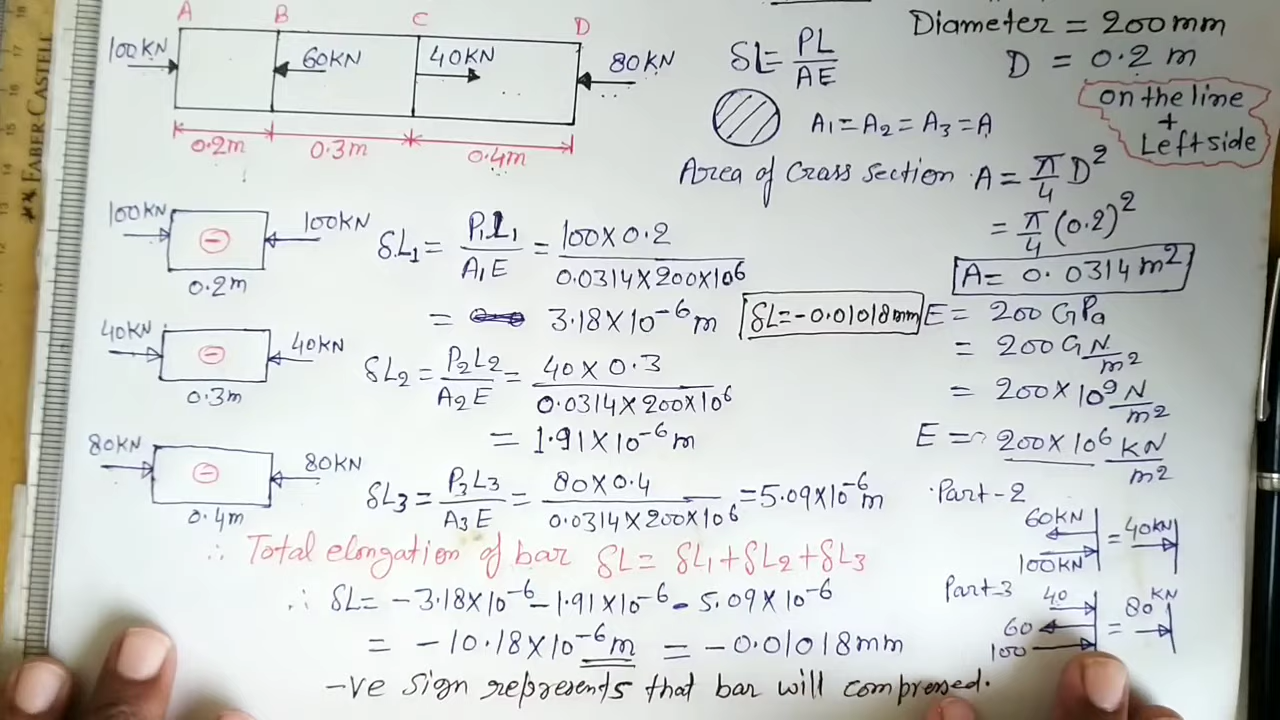 A B C D
100KN 60KN 40KN 80KN
0.2m 0.3m 0.4m
δL = PL/AE
Diameter = 200mm
D = 0.2 m
on the line
+
Left side
A1 = A2 = A3 = A
Area of Crass section A = π/4 D²
= π/4 (0.2)²
A = 0.0314 m²
100KN 100KN
⊖
0.2m
δL1 = P1L1/A1E = 100×0.2/0.0314×200×10⁶
= 3.18×10⁻⁶ m
δL = -0.01018mm
E = 200 GPa
= 200 G N/m²
= 200×10⁹ N/m²
E = 200×10⁶ KN/m²
40KN 40KN
⊖
0.3m
δL2 = P2L2/A2E = 40×0.3/0.0314×200×10⁶
= 1.91×10⁻⁶ m
80KN 80KN
⊖
0.4m
δL3 = P3L3/A3E = 80×0.4/0.0314×200×10⁶ = 5.09×10⁻⁶ m
Part-2
60KN = 40KN
100KN
Part-3
40
60 = 80 KN
100
∴ Total elongation of bar δL = δL1 + δL2 + δL3
∴ δL = -3.18×10⁻⁶ - 1.91×10⁻⁶ - 5.09×10⁻⁶
= -10.18×10⁻⁶ m = -0.01018mm
-ve sign represents that bar will compressed.
FABER CASTELL